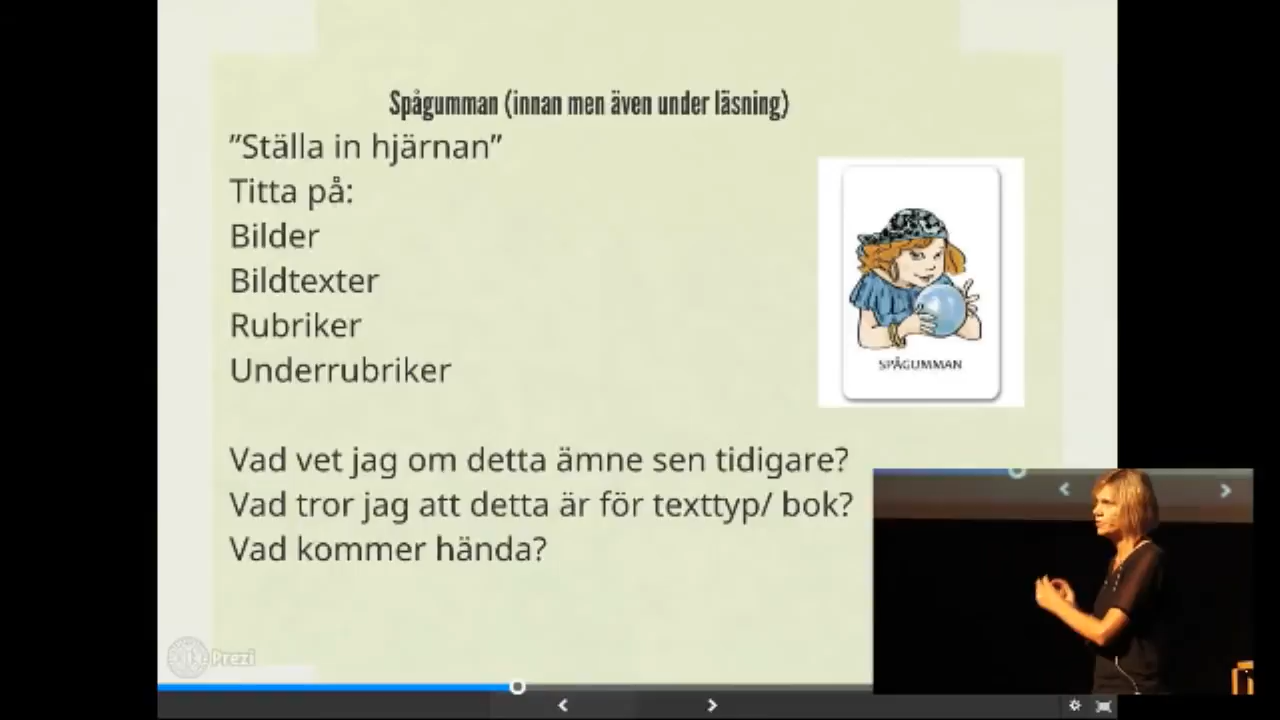 Spågumman (innan men även under läsning)
”Ställa in hjärnan”
Titta på:
Bilder
Bildtexter
Rubriker
Underrubriker
SPÅGUMMAN
Vad vet jag om detta ämne sen tidigare?
Vad tror jag att detta är för texttyp/ bok?
Vad kommer hända?
Prezi